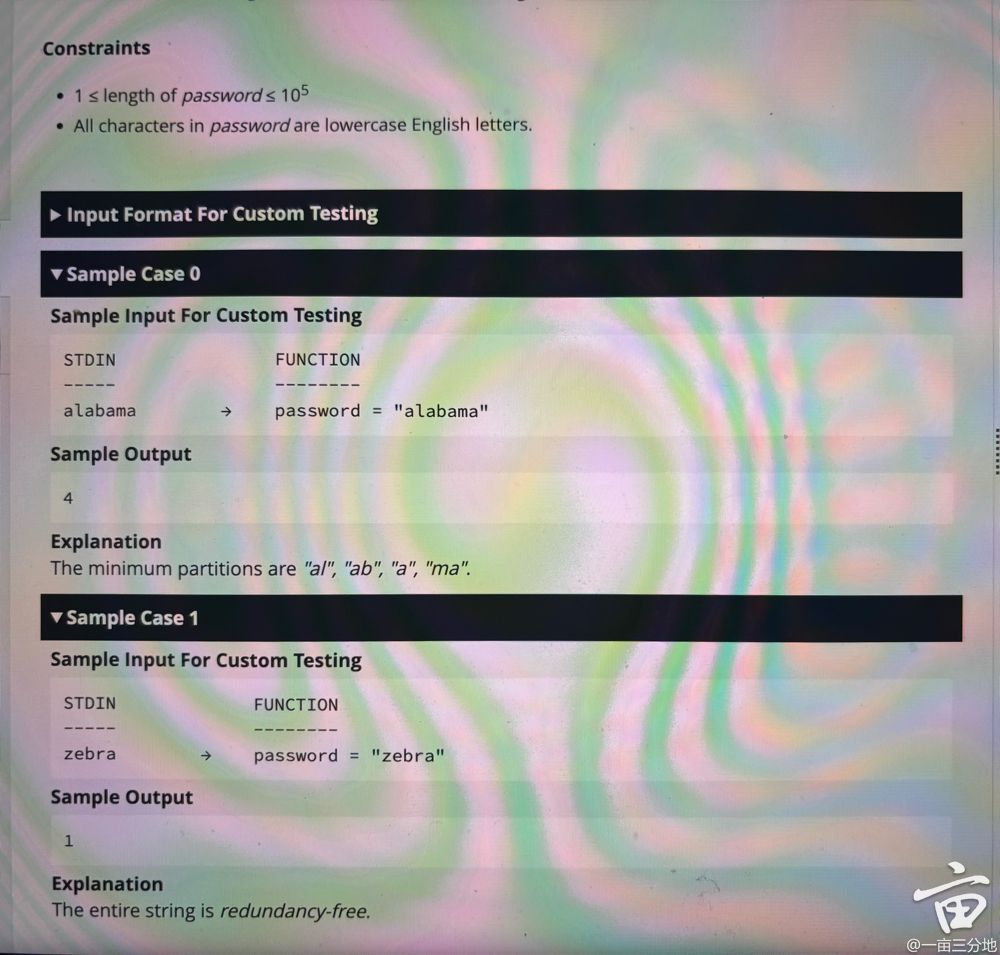 Constraints
• 1 ≤ length of password ≤ 10^5
• All characters in password are lowercase English letters.
▶ Input Format For Custom Testing
▼ Sample Case 0
Sample Input For Custom Testing
STDIN FUNCTION
----- --------
alabama → password = "alabama"
Sample Output
4
Explanation
The minimum partitions are "al", "ab", "a", "ma".
▼ Sample Case 1
Sample Input For Custom Testing
STDIN FUNCTION
----- --------
zebra → password = "zebra"
Sample Output
1
Explanation
The entire string is redundancy-free.
亩
@一亩三分地